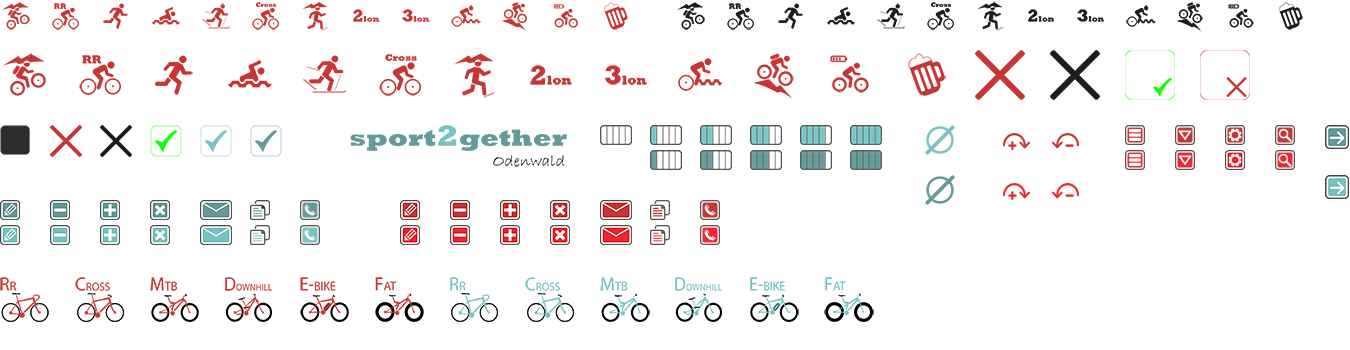 RR Cross 2lon 3lon RR Cross 2lon 3lon
RR Cross 2lon 3lon
sport2gether
Odenwald
RR CROSS MTB DOWNHILL E-BIKE FAT RR CROSS MTB DOWNHILL E-BIKE FAT